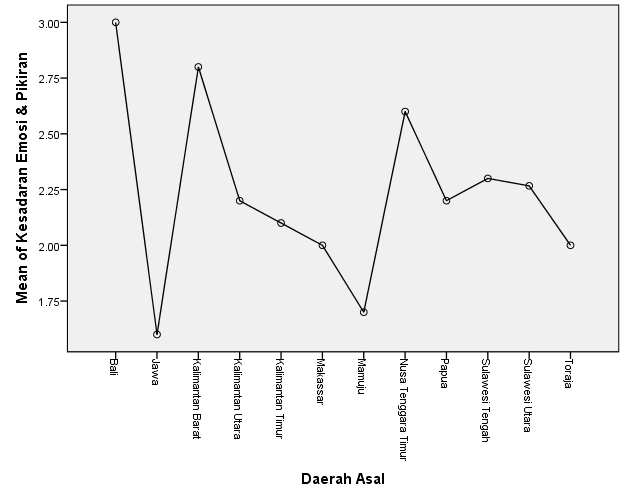 Mean of Kesadaran Emosi & Pikiran
3.00
2.75
2.50
2.25
2.00
1.75
Bali
Jawa
Kalimantan Barat
Kalimantan Utara
Kalimantan Timur
Makassar
Mamuju
Nusa Tenggara Timur
Papua
Sulawesi Tengah
Sulawesi Utara
Toraja
Daerah Asal